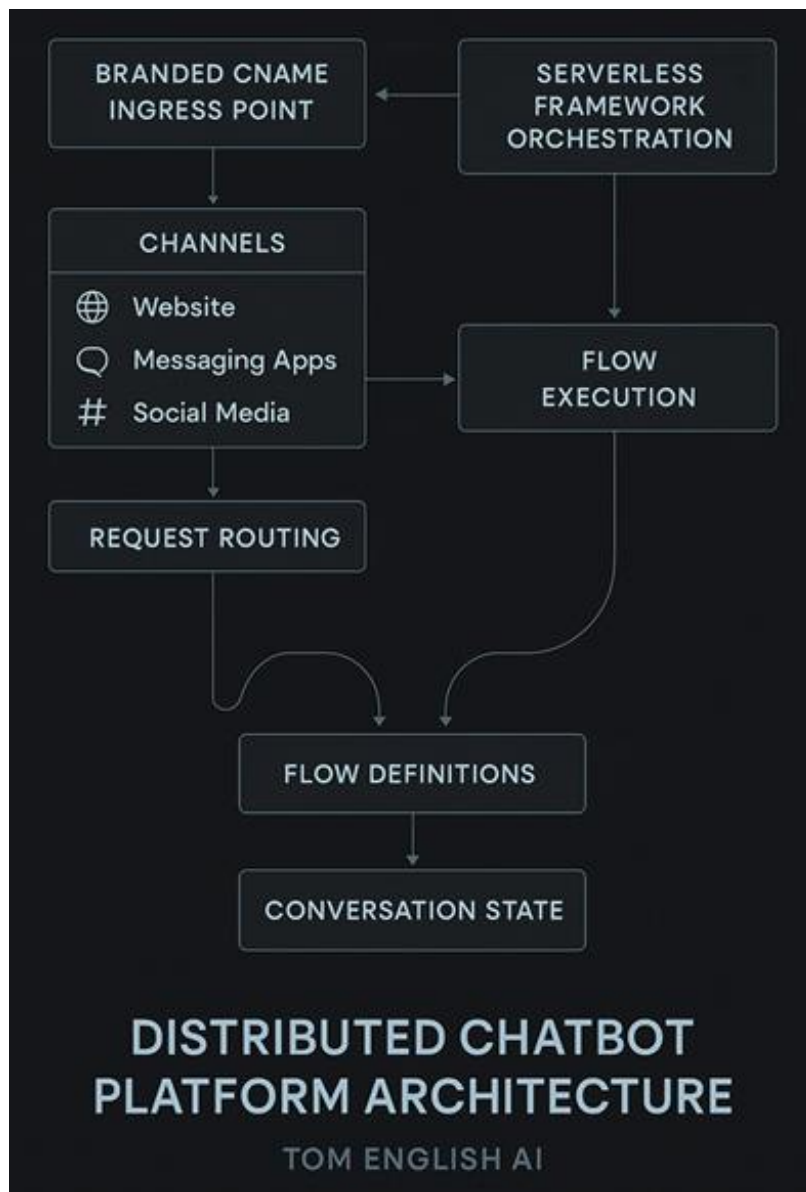 BRANDED CNAME
INGRESS POINT
SERVERLESS
FRAMEWORK
ORCHESTRATION
CHANNELS
Website
Messaging Apps
# Social Media
FLOW
EXECUTION
REQUEST ROUTING
FLOW DEFINITIONS
CONVERSATION STATE
DISTRIBUTED CHATBOT
PLATFORM ARCHITECTURE
TOM ENGLISH AI